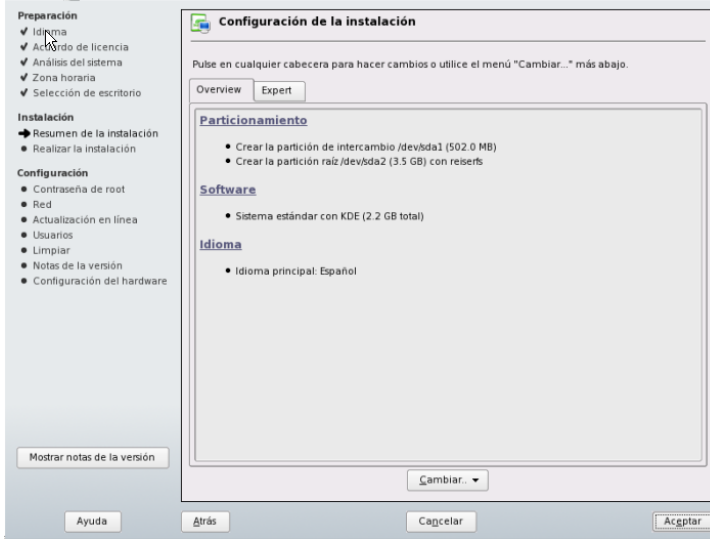 Preparación
Idioma
Acuerdo de licencia
Análisis del sistema
Zona horaria
Selección de escritorio
Instalación
Resumen de la instalación
Realizar la instalación
Configuración
Contraseña de root
Red
Actualización en línea
Usuarios
Limpiar
Notas de la versión
Configuración del hardware
Mostrar notas de la versión
Ayuda
Configuración de la instalación
Pulse en cualquier cabecera para hacer cambios o utilice el menú "Cambiar..." más abajo.
Overview Expert
Particionamiento
Crear la partición de intercambio /dev/sda1 (502.0 MB)
Crear la partición raíz /dev/sda2 (3.5 GB) con reiserfs
Software
Sistema estándar con KDE (2.2 GB total)
Idioma
Idioma principal: Español
Cambiar..
Atrás Cancelar Aceptar